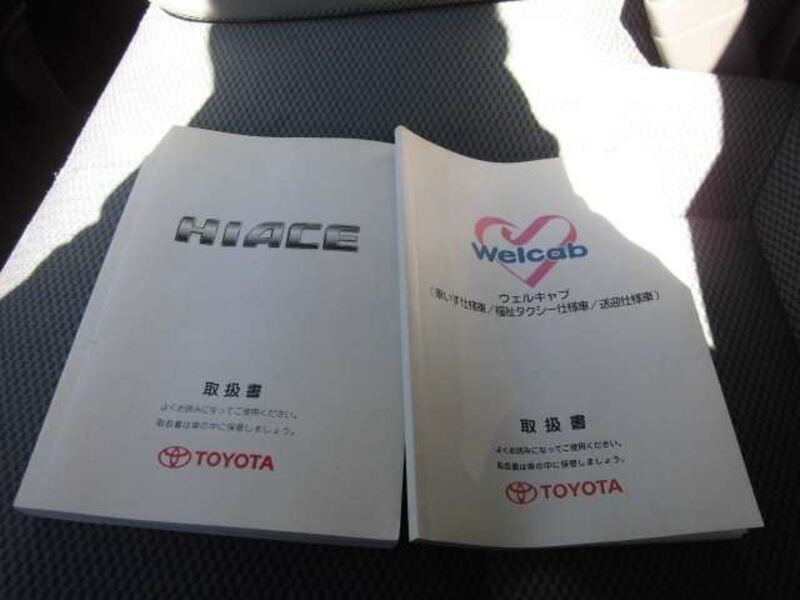 HIACE
取扱書
よくお読みになってご使用ください。
取扱書は車の中に保管しましょう。
TOYOTA
Welcab
ウェルキャブ
(車いす仕様車/福祉タクシー仕様車/送迎仕様車)
取扱書
よくお読みになってご使用ください。
取扱書は車の中に保管しましょう。
TOYOTA